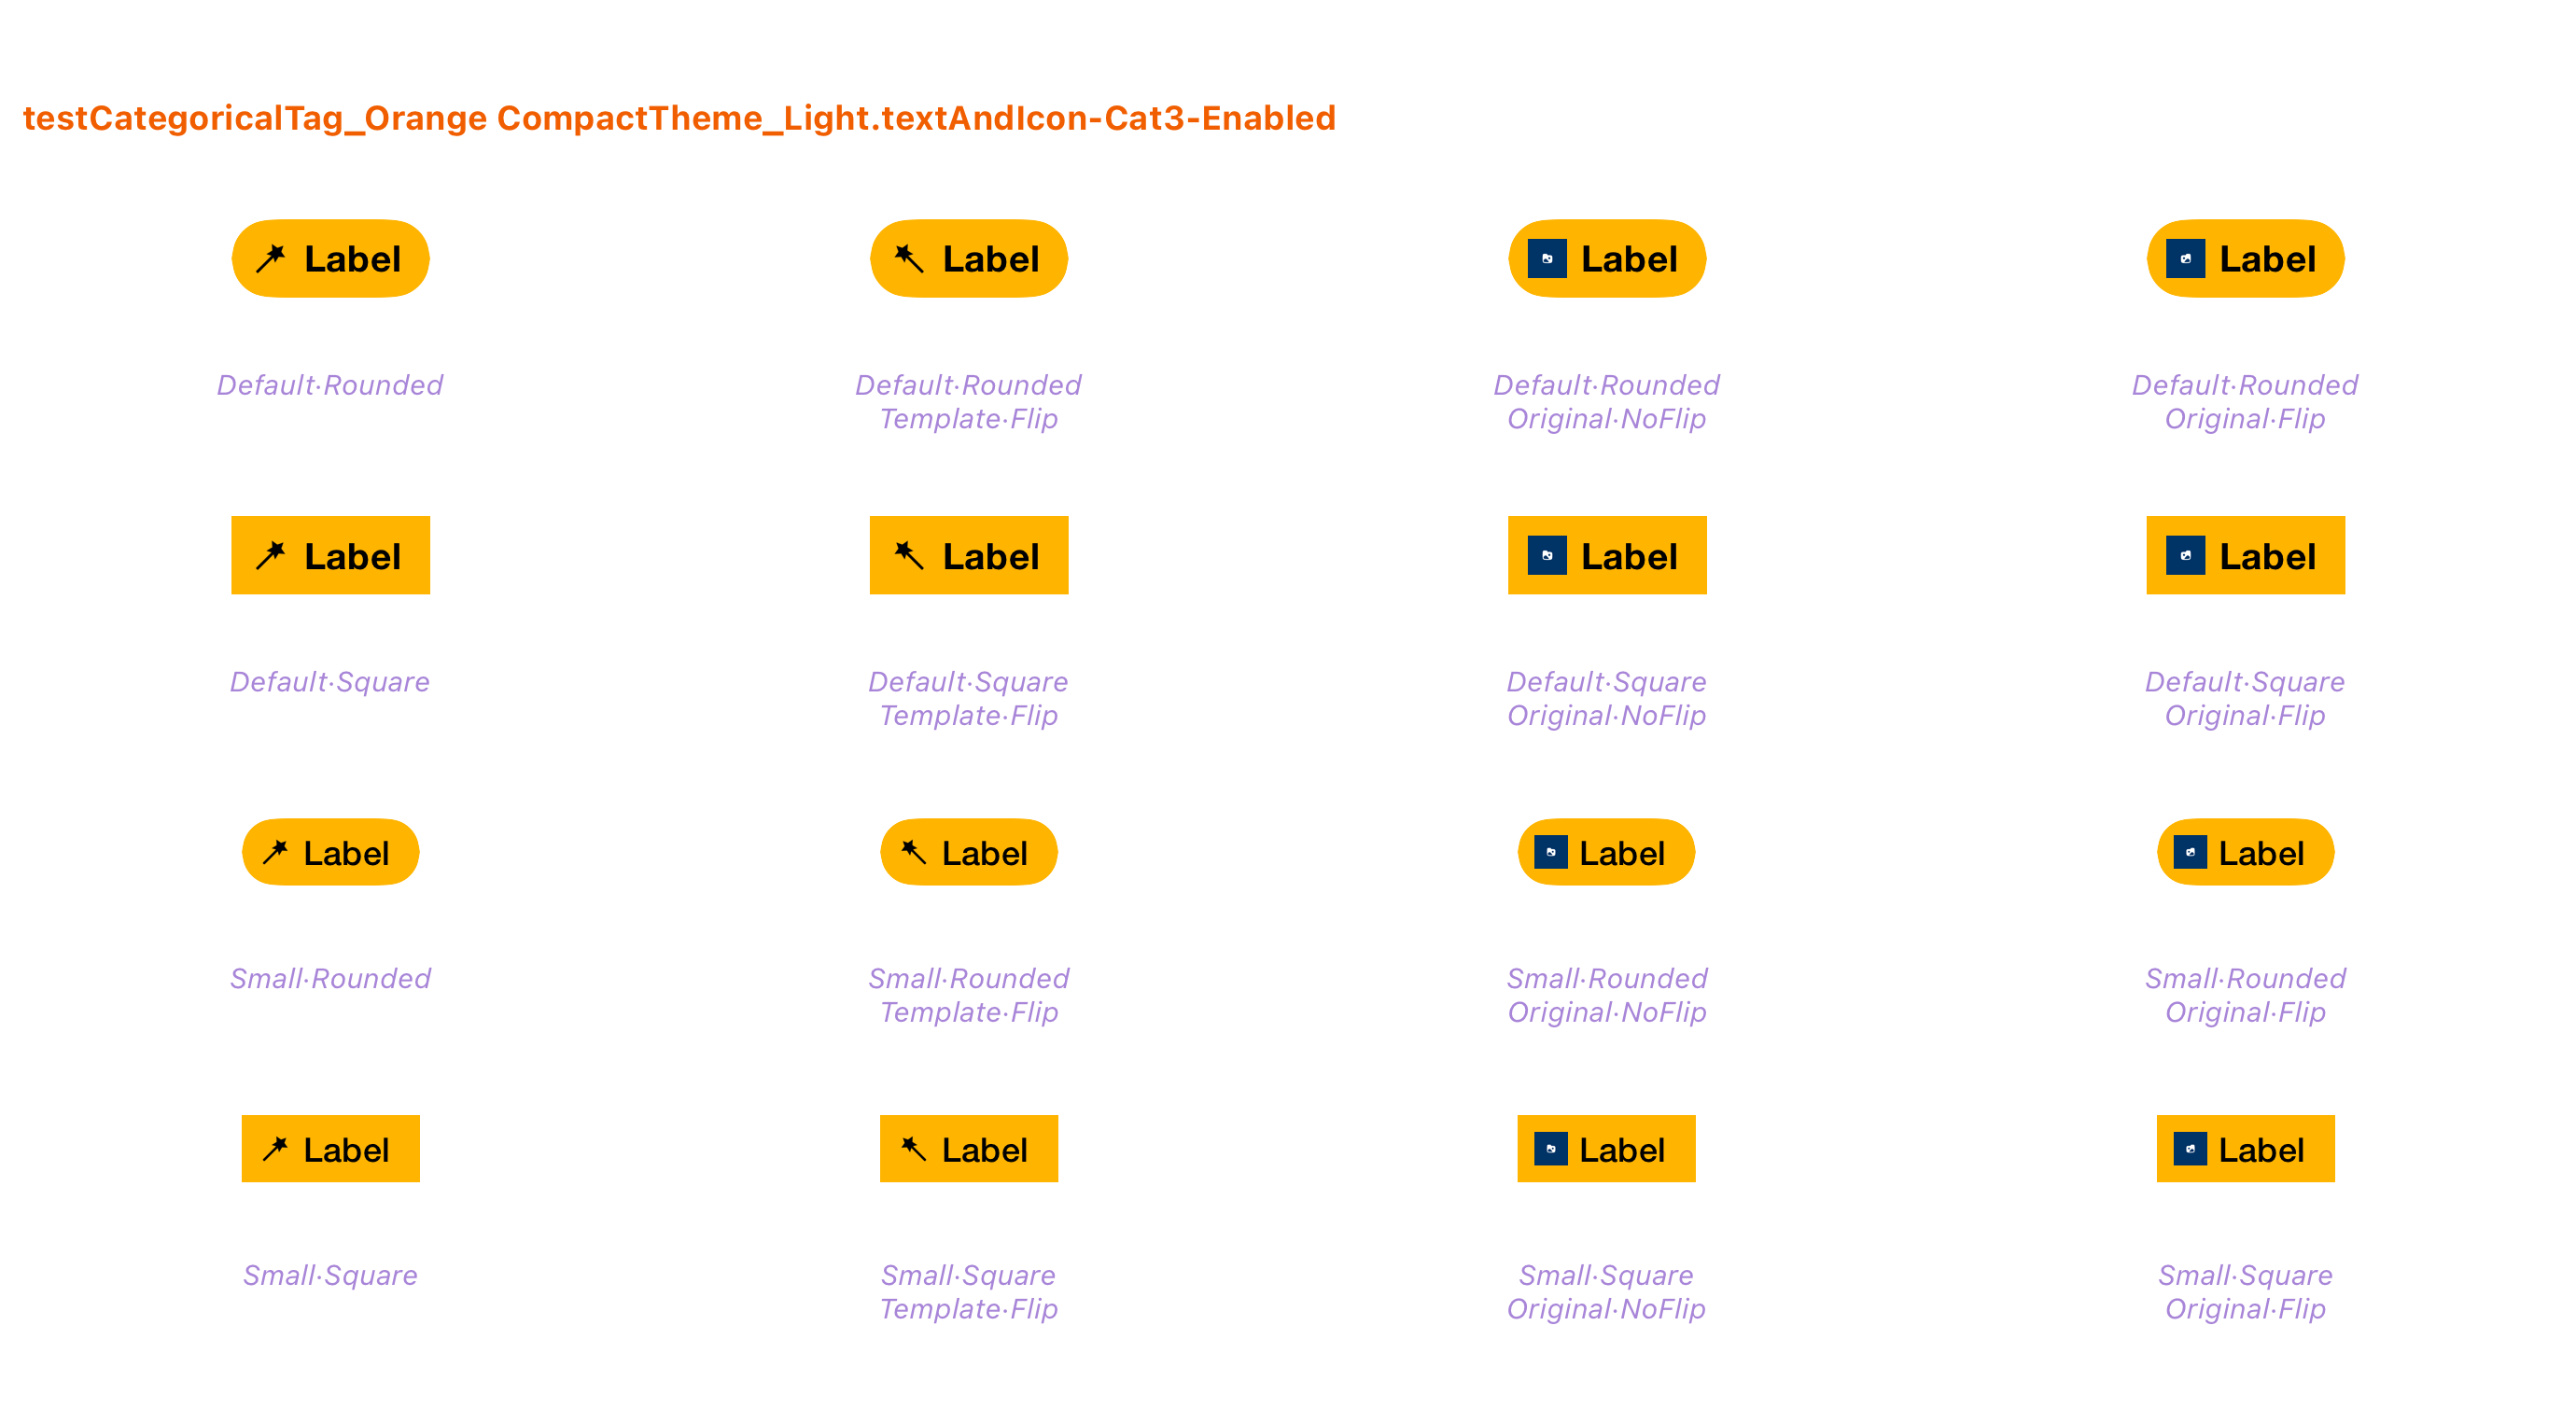 testCategoricalTag_Orange CompactTheme_Light.textAndIcon-Cat3-Enabled
Label Label Label Label
Default·Rounded Default·Rounded Default·Rounded Default·Rounded
Template·Flip Original·NoFlip Original·Flip
Label Label Label Label
Default·Square Default·Square Default·Square Default·Square
Template·Flip Original·NoFlip Original·Flip
Label Label Label Label
Small·Rounded Small·Rounded Small·Rounded Small·Rounded
Template·Flip Original·NoFlip Original·Flip
Label Label Label Label
Small·Square Small·Square Small·Square Small·Square
Template·Flip Original·NoFlip Original·Flip